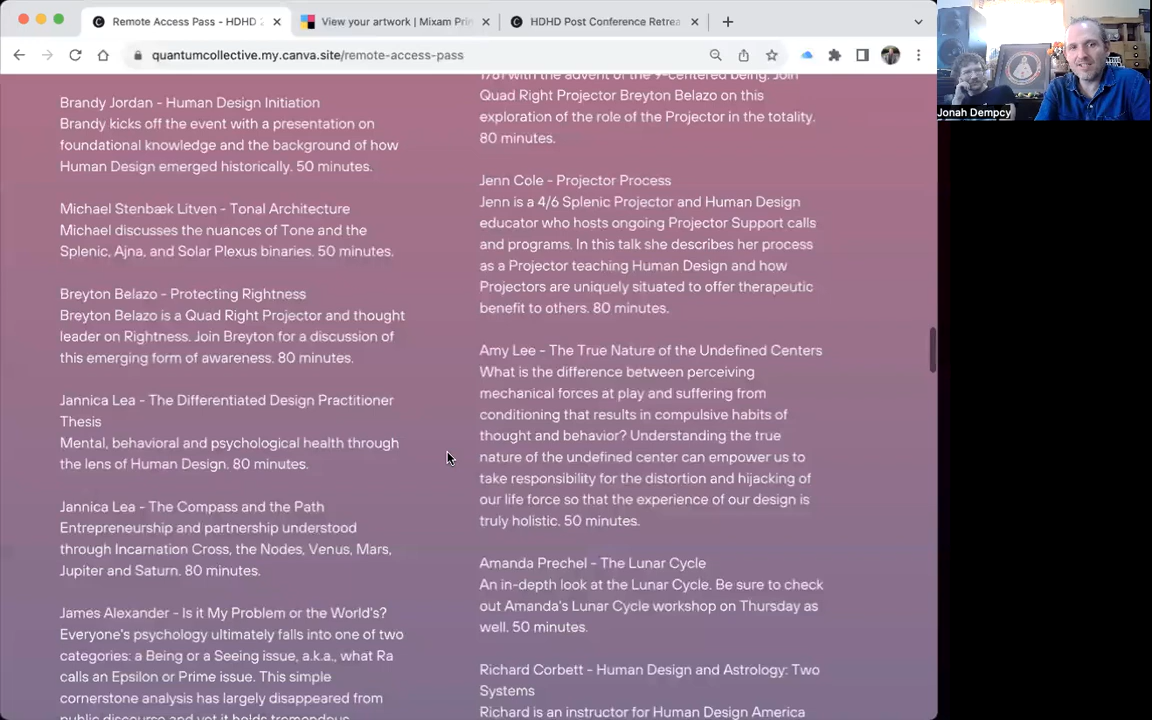 Remote Access Pass - HDHD
View your artwork | Mixam Pri
HDHD Post Conference Retrea
quantumcollective.my.canva.site/remote-access-pass
Jonah Dempcy
Brandy Jordan - Human Design Initiation
Brandy kicks off the event with a presentation on
foundational knowledge and the background of how
Human Design emerged historically. 50 minutes.
Michael Stenbæk Litven - Tonal Architecture
Michael discusses the nuances of Tone and the
Splenic, Ajna, and Solar Plexus binaries. 50 minutes.
Breyton Belazo - Protecting Rightness
Breyton Belazo is a Quad Right Projector and thought
leader on Rightness. Join Breyton for a discussion of
this emerging form of awareness. 80 minutes.
Jannica Lea - The Differentiated Design Practitioner
Thesis
Mental, behavioral and psychological health through
the lens of Human Design. 80 minutes.
Jannica Lea - The Compass and the Path
Entrepreneurship and partnership understood
through Incarnation Cross, the Nodes, Venus, Mars,
Jupiter and Saturn. 80 minutes.
James Alexander - Is it My Problem or the World's?
Everyone's psychology ultimately falls into one of two
categories: a Being or a Seeing issue, a.k.a., what Ra
calls an Epsilon or Prime issue. This simple
cornerstone analysis has largely disappeared from
public discourse and yet it holds tremendous
1781 with the advent of the 9-centered being. Join
Quad Right Projector Breyton Belazo on this
exploration of the role of the Projector in the totality.
80 minutes.
Jenn Cole - Projector Process
Jenn is a 4/6 Splenic Projector and Human Design
educator who hosts ongoing Projector Support calls
and programs. In this talk she describes her process
as a Projector teaching Human Design and how
Projectors are uniquely situated to offer therapeutic
benefit to others. 80 minutes.
Amy Lee - The True Nature of the Undefined Centers
What is the difference between perceiving
mechanical forces at play and suffering from
conditioning that results in compulsive habits of
thought and behavior? Understanding the true
nature of the undefined center can empower us to
take responsibility for the distortion and hijacking of
our life force so that the experience of our design is
truly holistic. 50 minutes.
Amanda Prechel - The Lunar Cycle
An in-depth look at the Lunar Cycle. Be sure to check
out Amanda's Lunar Cycle workshop on Thursday as
well. 50 minutes.
Richard Corbett - Human Design and Astrology: Two
Systems
Richard is an instructor for Human Design America